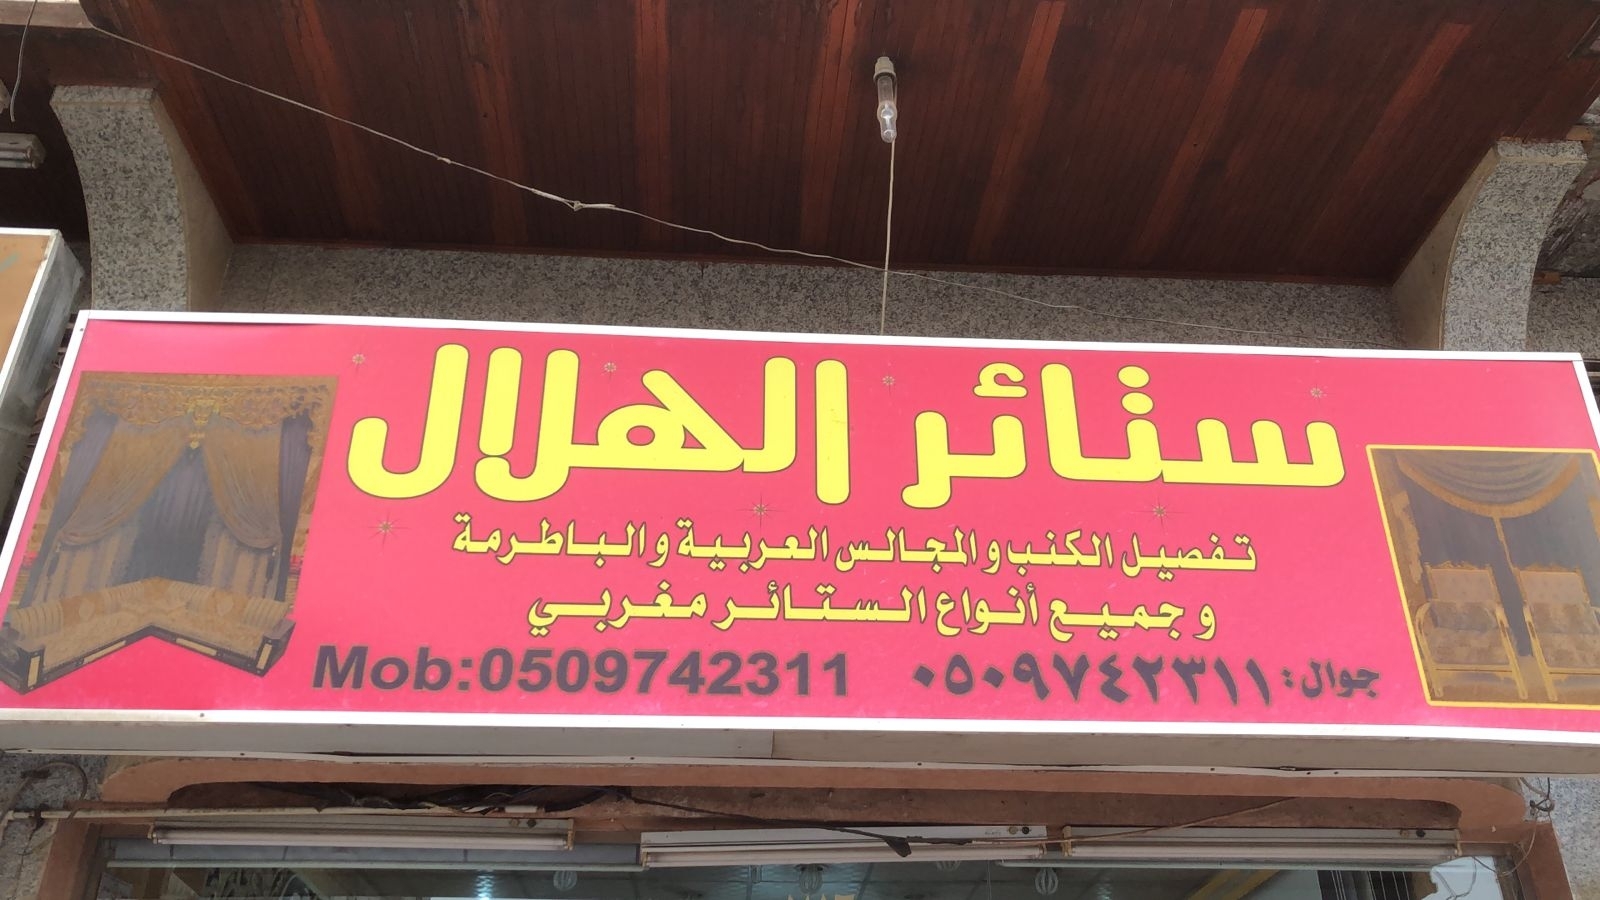 ستائر الهلال
تفصيل الكنب والمجالس العربية والباطرمة
وجميع أنواع الستائر مغربي
جوال: ٠٥٠٩٧٤٢٣١١ Mob:0509742311